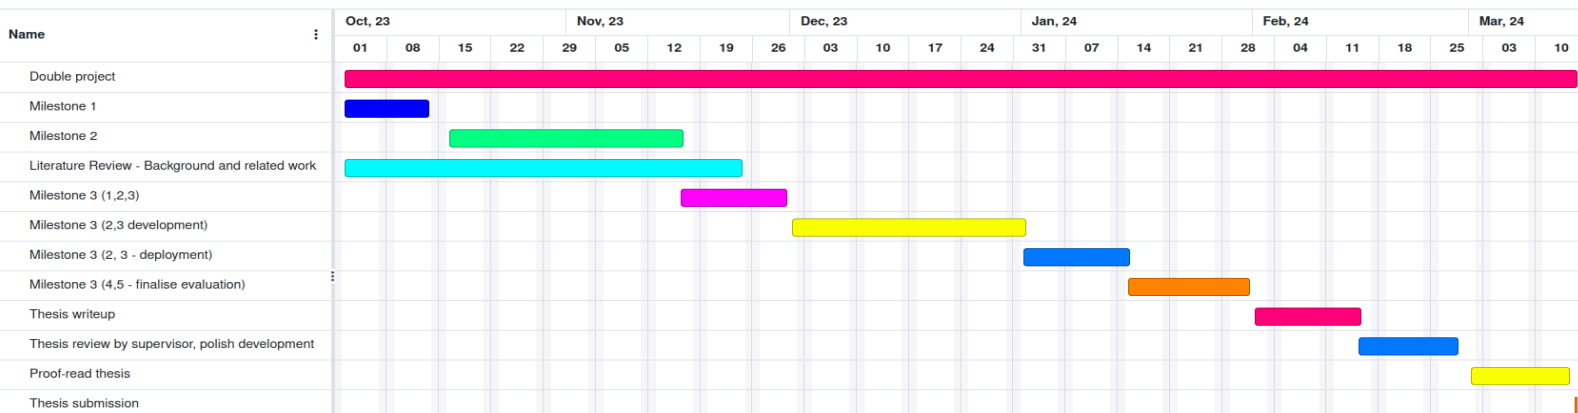 Oct, 23 Nov, 23 Dec, 23 Jan, 24 Feb, 24 Mar, 24
Name
01 08 15 22 29 05 12 19 26 03 10 17 24 31 07 14 21 28 04 11 18 25 03 10
Double project
Milestone 1
Milestone 2
Literature Review - Background and related work
Milestone 3 (1,2,3)
Milestone 3 (2,3 development)
Milestone 3 (2, 3 - deployment)
Milestone 3 (4,5 - finalise evaluation)
Thesis writeup
Thesis review by supervisor, polish development
Proof-read thesis
Thesis submission